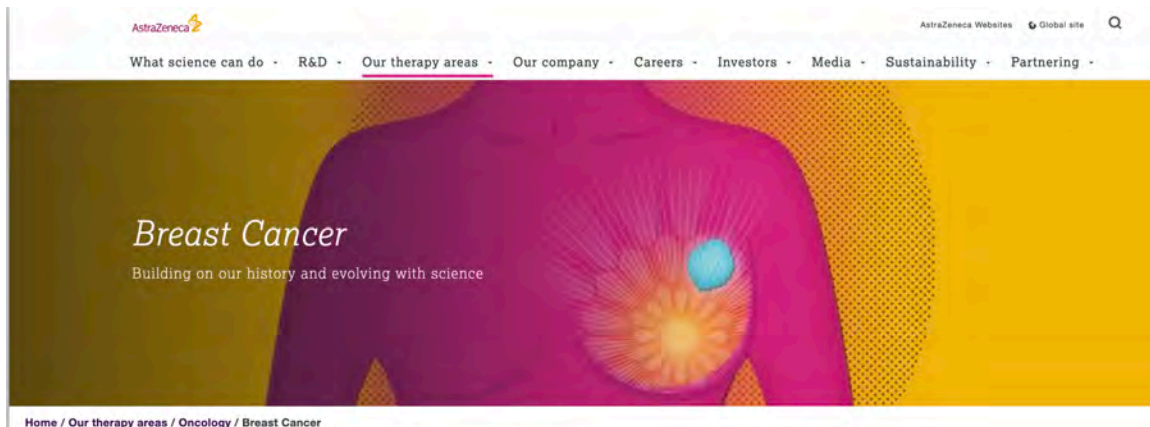 AstraZeneca
AstraZeneca Websites Global site
What science can do - R&D - Our therapy areas - Our company - Careers - Investors - Media - Sustainability - Partnering -
Breast Cancer
Building on our history and evolving with science
Home / Our therapy areas / Oncology / Breast Cancer